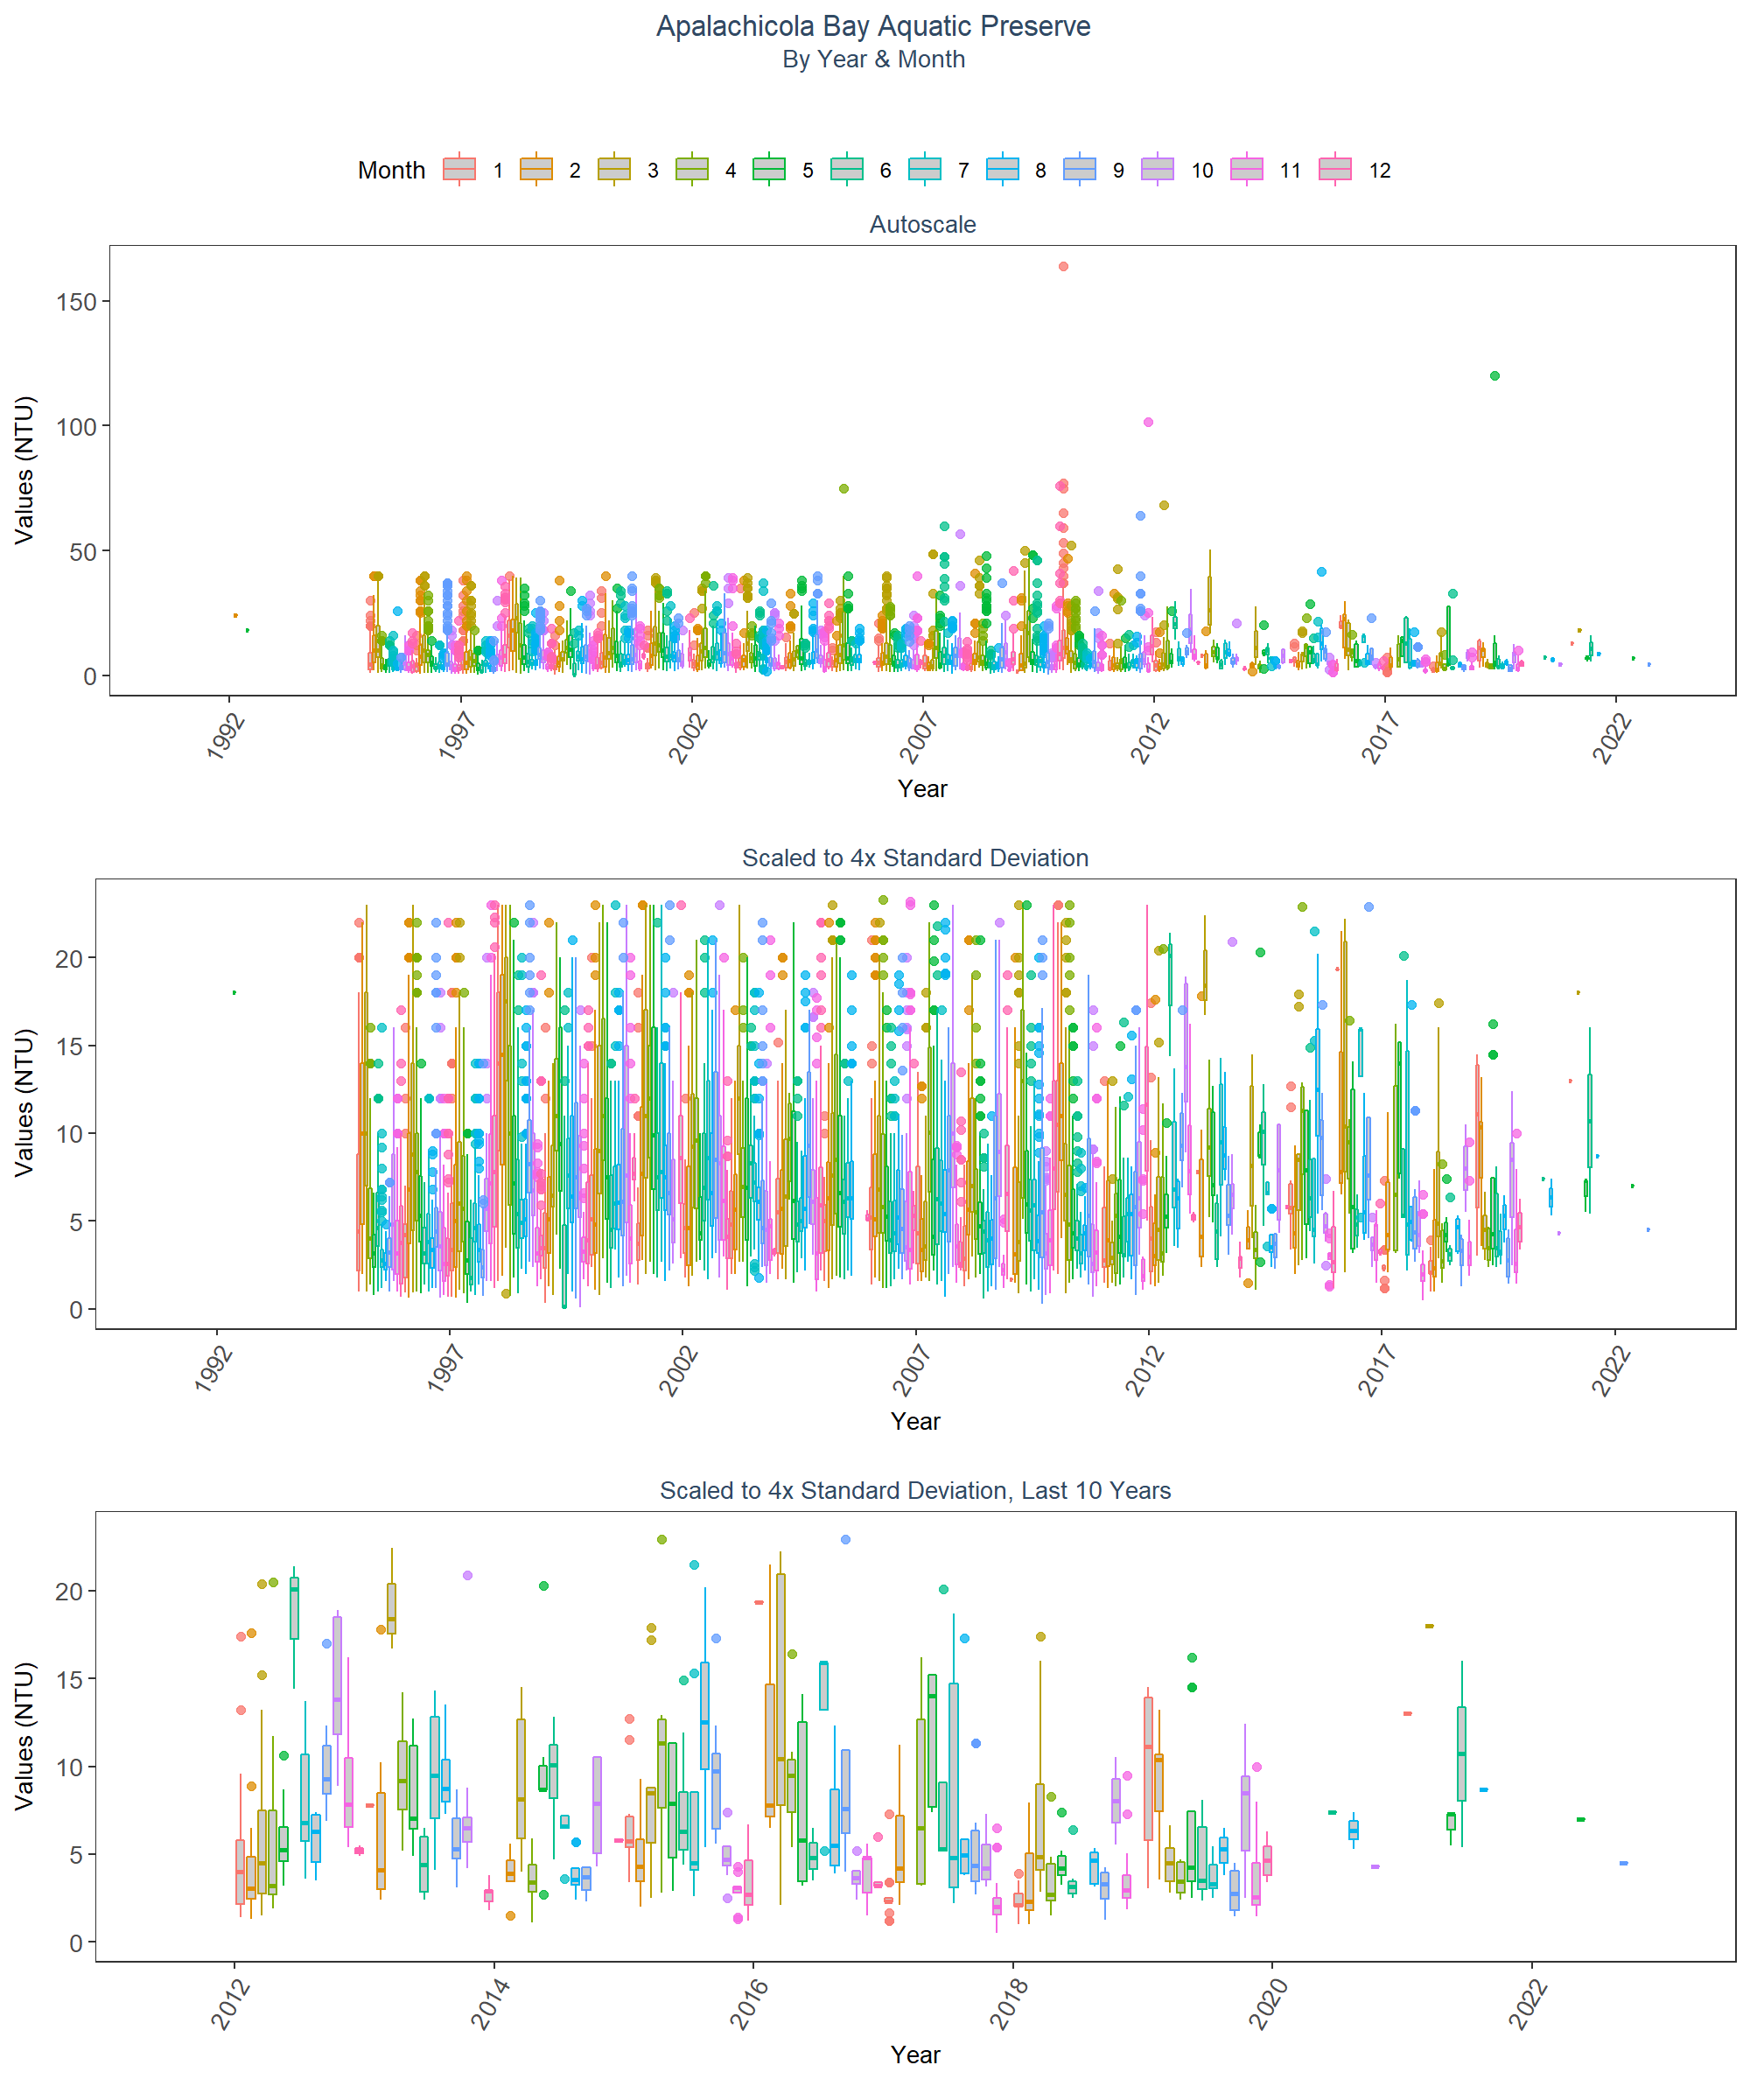 Apalachicola Bay Aquatic Preserve
By Year & Month
Month 1 2 3 4 5 6 7 8 9 10 11 12
Autoscale
Values (NTU)
150
100
50
0
1992 1997 2002 2007 2012 2017 2022
Year
Scaled to 4x Standard Deviation
Values (NTU)
20
15
10
5
0
1992 1997 2002 2007 2012 2017 2022
Year
Scaled to 4x Standard Deviation, Last 10 Years
Values (NTU)
20
15
10
5
0
2012 2014 2016 2018 2020 2022
Year